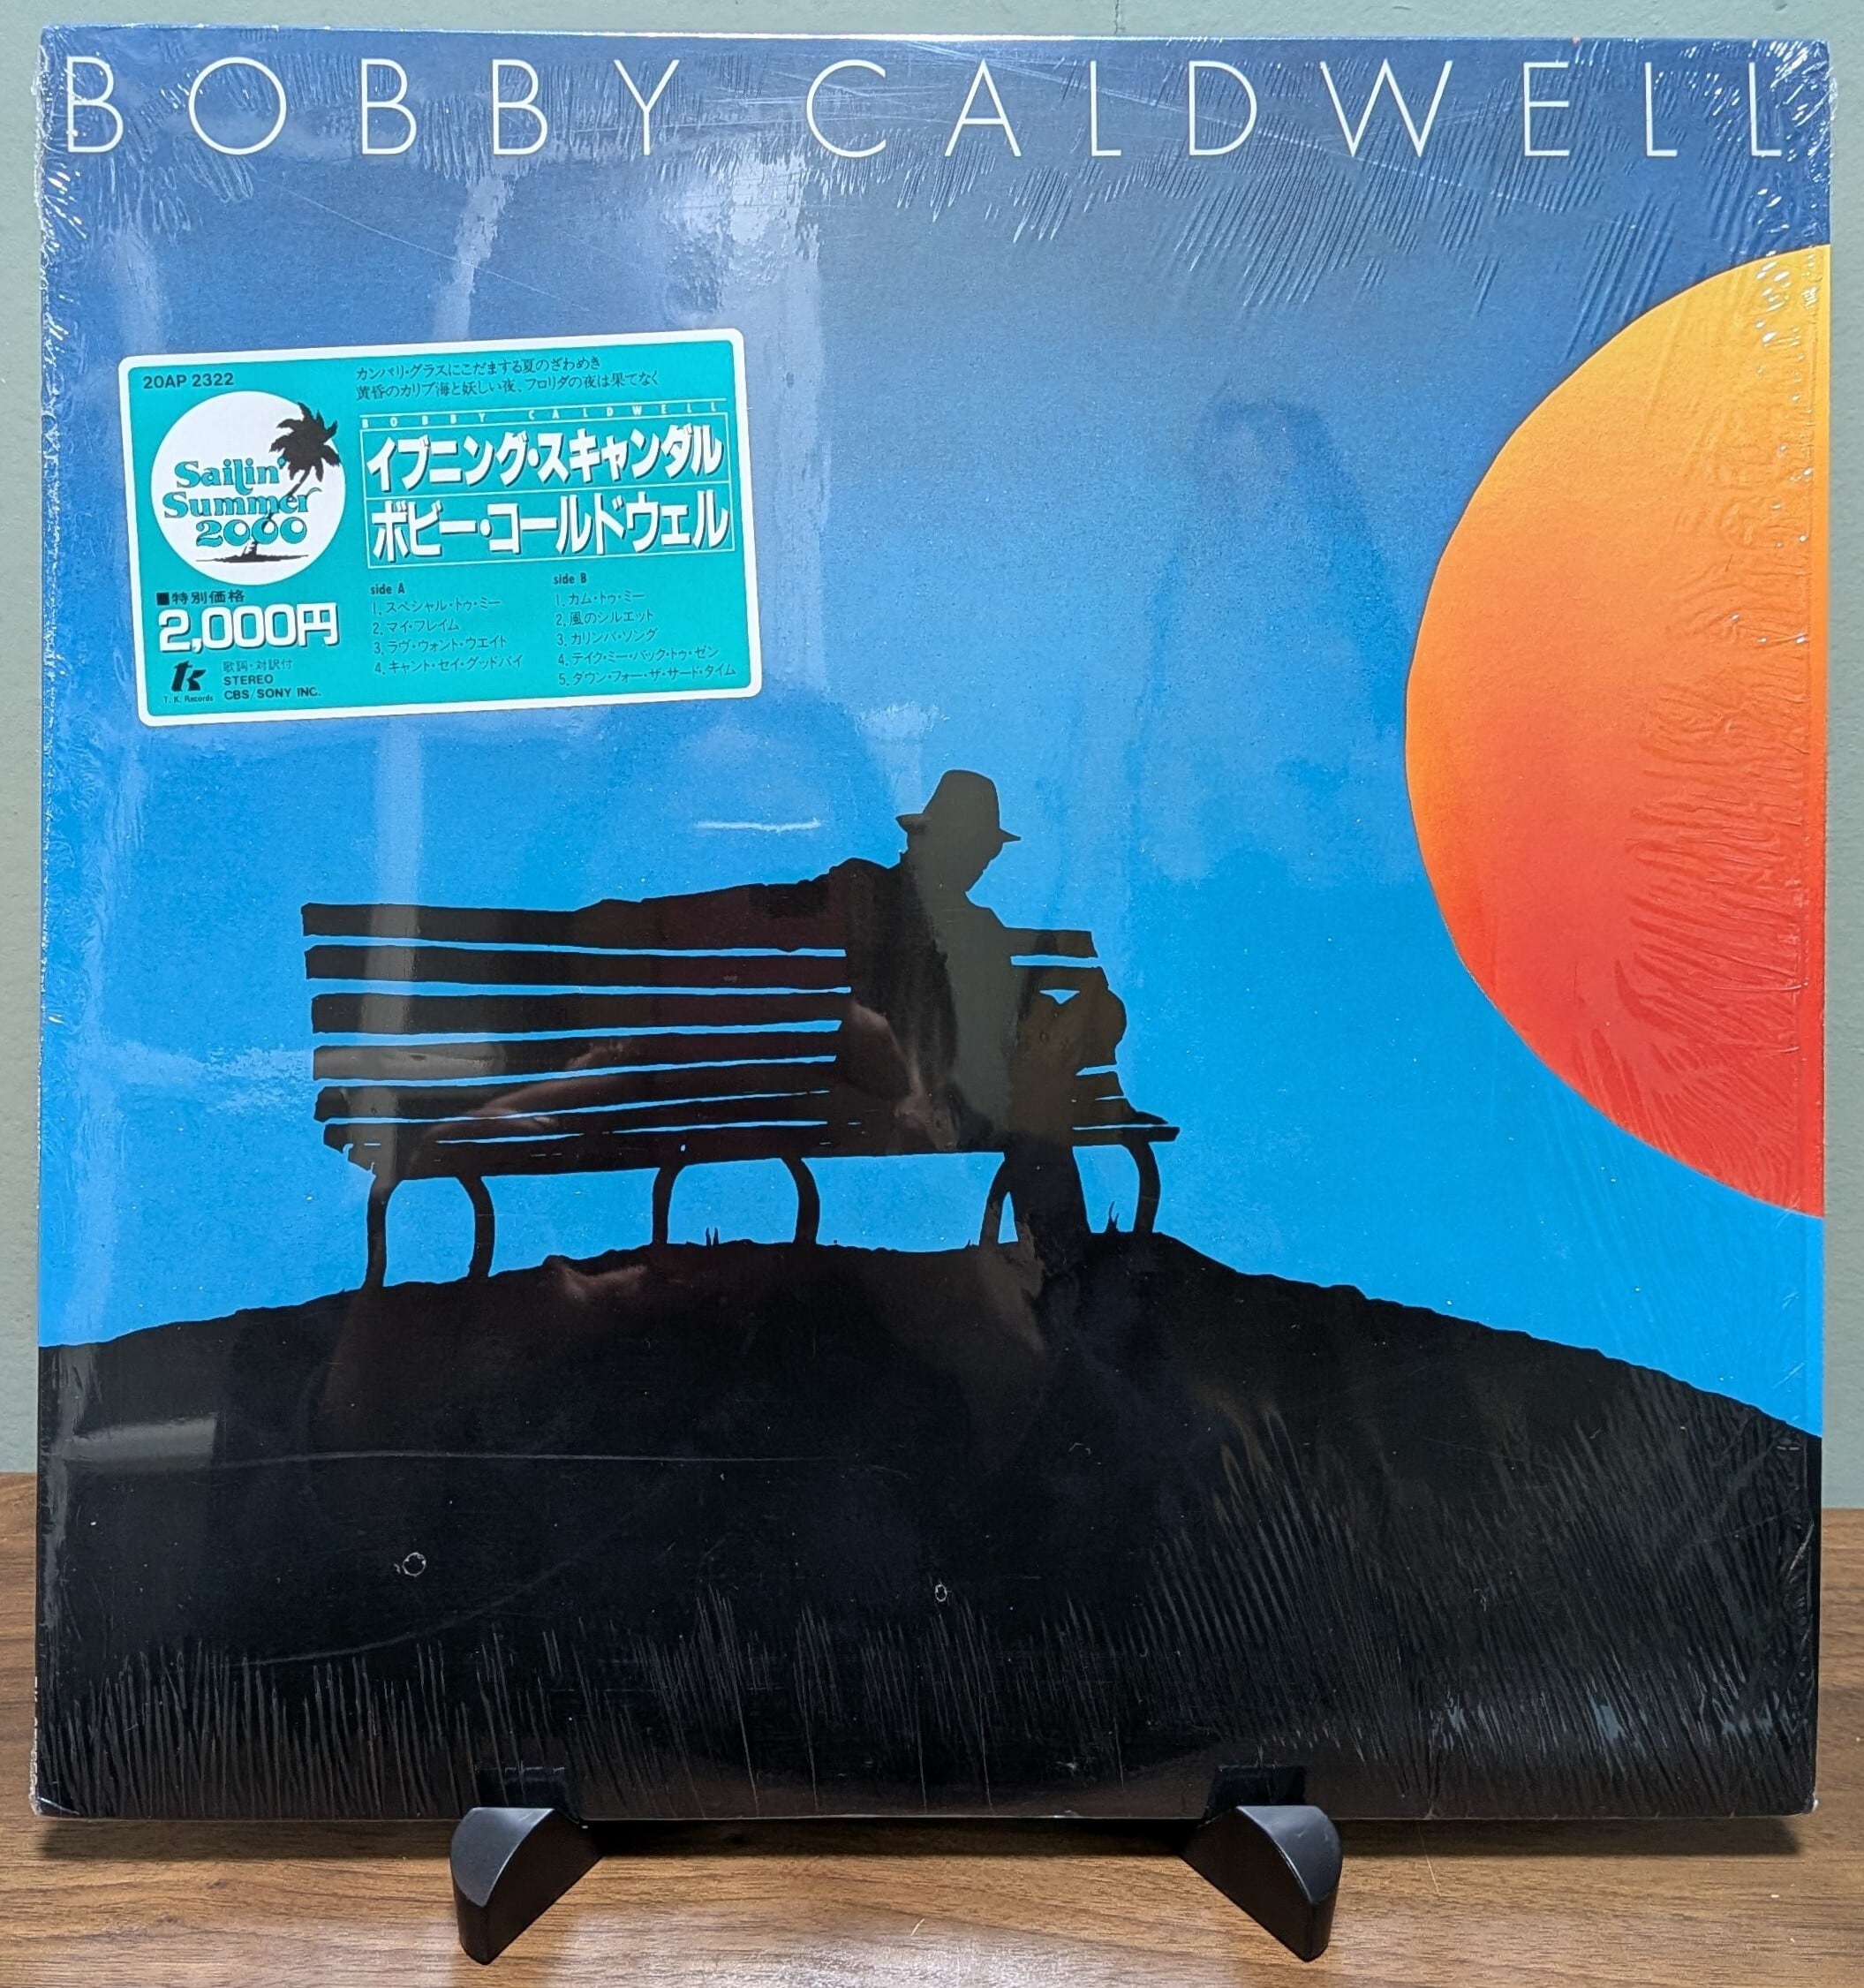 BOBBY CALDWELL
20AP 2322
カンパリ・グラスにこだまする夏のざわめき
黄昏のカリブ海と妖しい夜、フロリダの夜は果てなく
BOBBY CALDWELL
イブニング・スキャンダル
ボビー・コールドウェル
Sailin'
Summer
2000
■特別価格
2,000円
tk
T. K. Records
歌詞・対訳付
STEREO
CBS/SONY INC.
side A
1. スペシャル・トゥ・ミー
2. マイ・フレイム
3. ラヴ・ウォント・ウエイト
4. キャント・セイ・グッドバイ
side B
1. カム・トゥ・ミー
2. 風のシルエット
3. カリンバ・ソング
4. テイク・ミー・バック・トゥ・ゼン
5. ダウン・フォー・ザ・サード・タイム